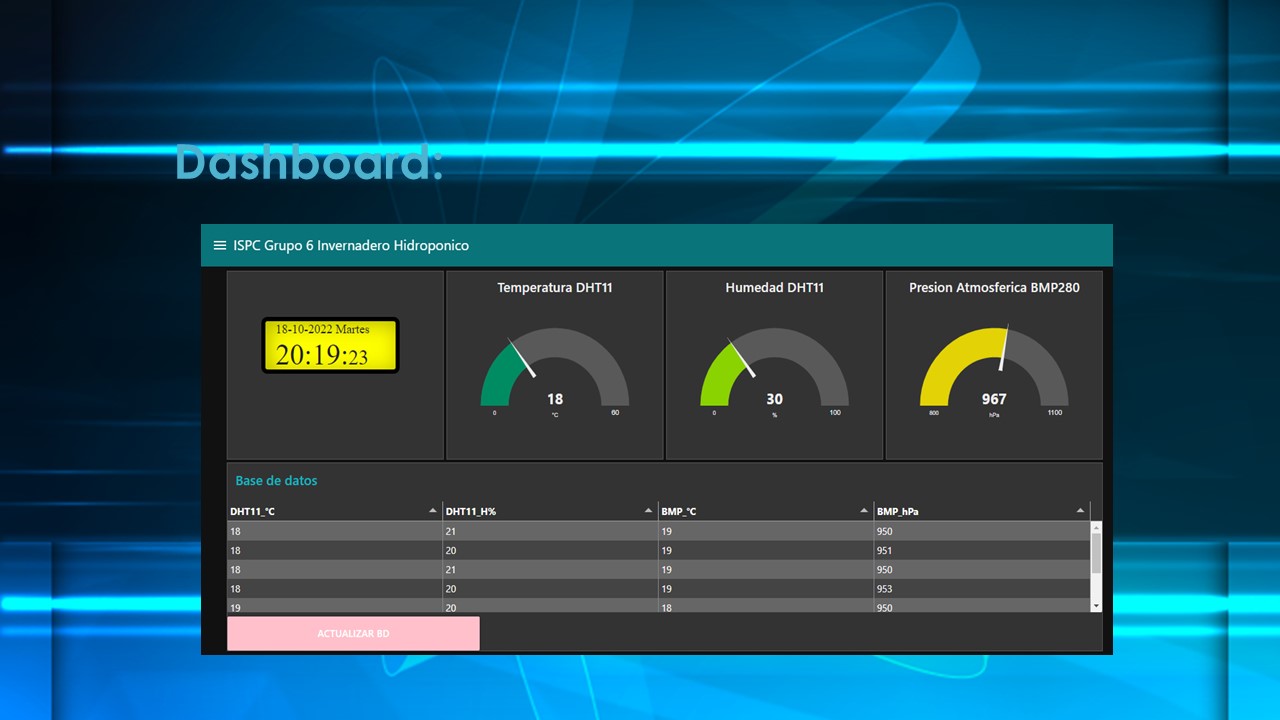 Dashboard:
ISPC Grupo 6 Invernadero Hidroponico
18-10-2022 Martes
20:19:23
Temperatura DHT11
18
°C
0 60
Humedad DHT11
30
%
0 100
Presion Atmosferica BMP280
967
hPa
800 1100
Base de datos
DHT11_°C DHT11_H% BMP_°C BMP_hPa
18 21 19 950
18 20 19 951
18 21 19 950
18 20 19 953
19 20 18 950
ACTUALIZAR BD